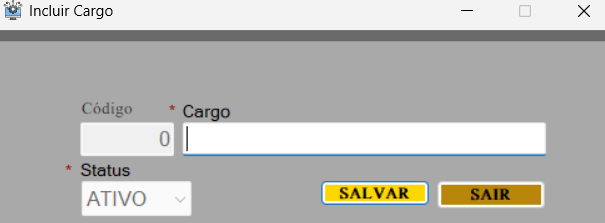 Incluir Cargo
Código * Cargo
0
* Status
ATIVO
SALVAR SAIR